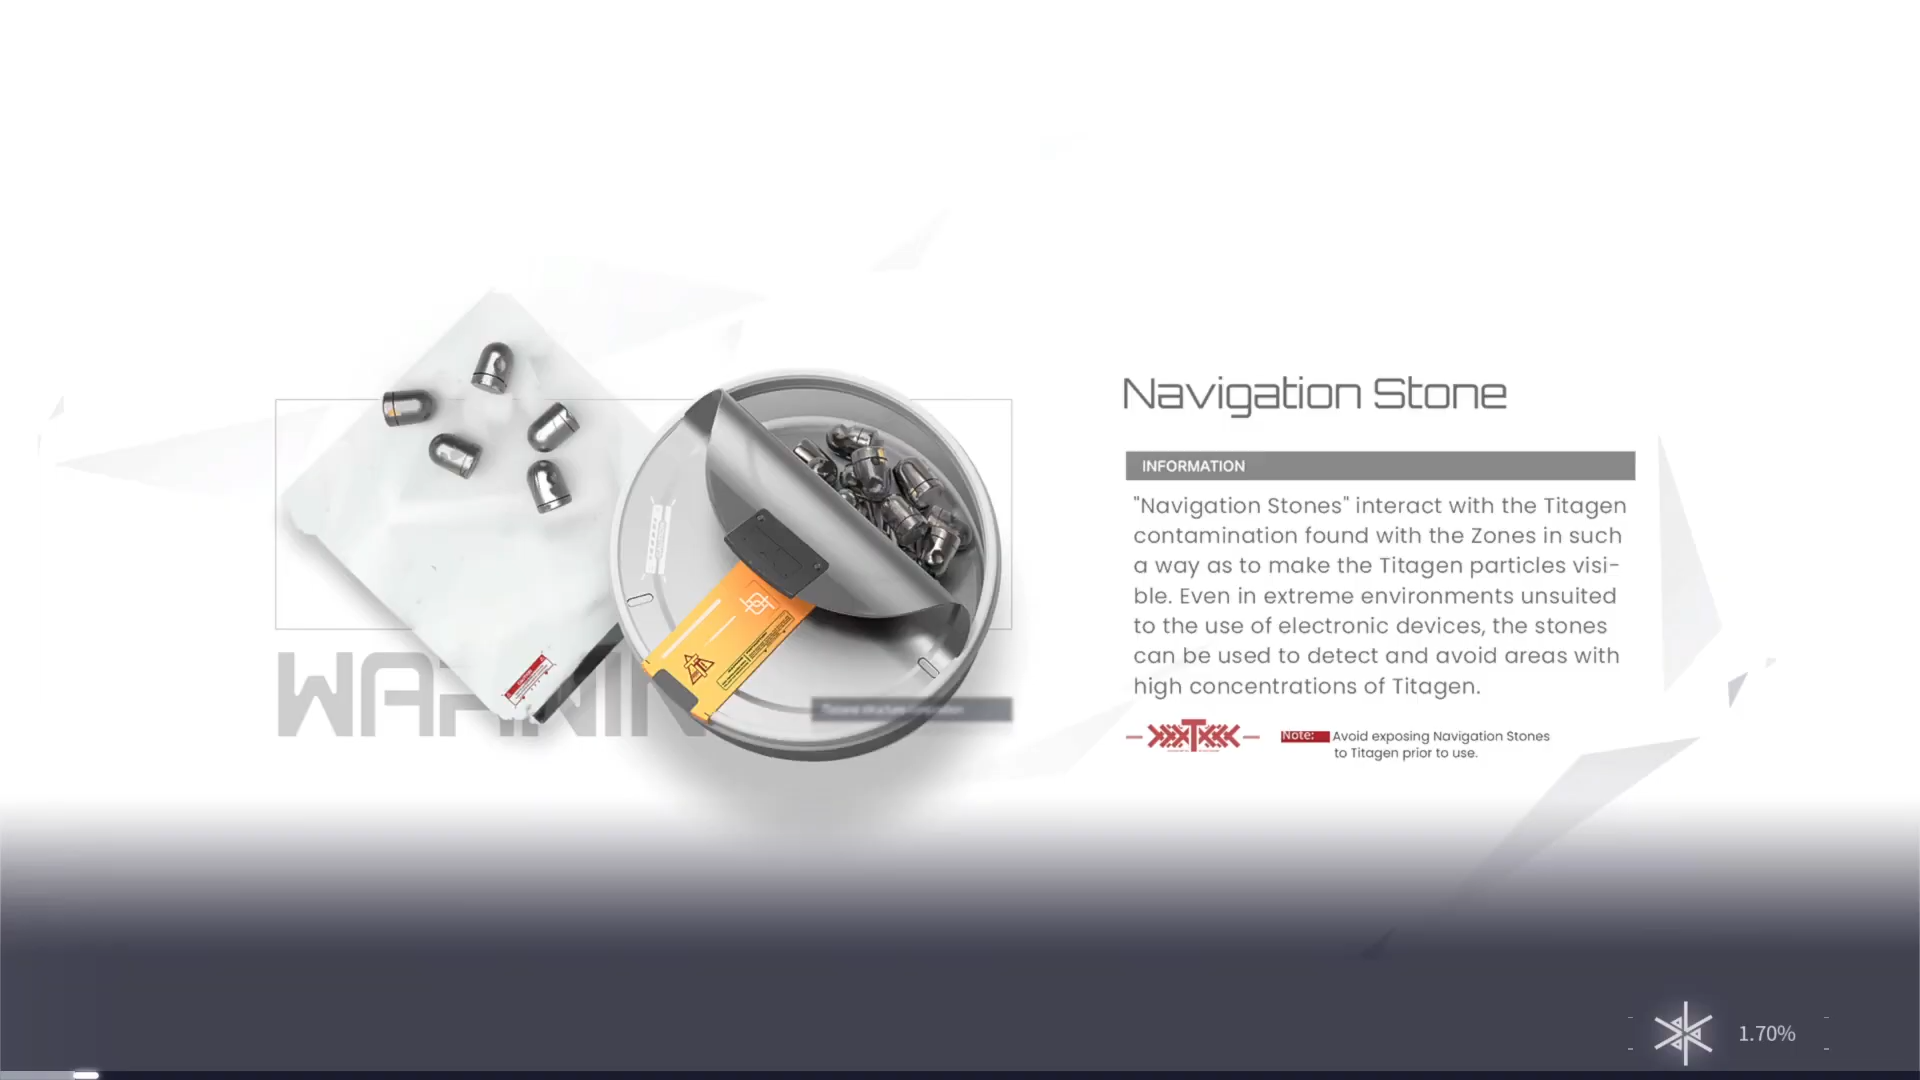 Navigation Stone
INFORMATION
"Navigation Stones" interact with the Titagen
contamination found with the Zones in such
a way as to make the Titagen particles visi-
ble. Even in extreme environments unsuited
to the use of electronic devices, the stones
can be used to detect and avoid areas with
high concentrations of Titagen.
Note: Avoid exposing Navigation Stones
to Titagen prior to use.
1.70%